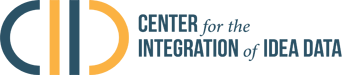 CENTER for the
INTEGRATION of IDEA DATA